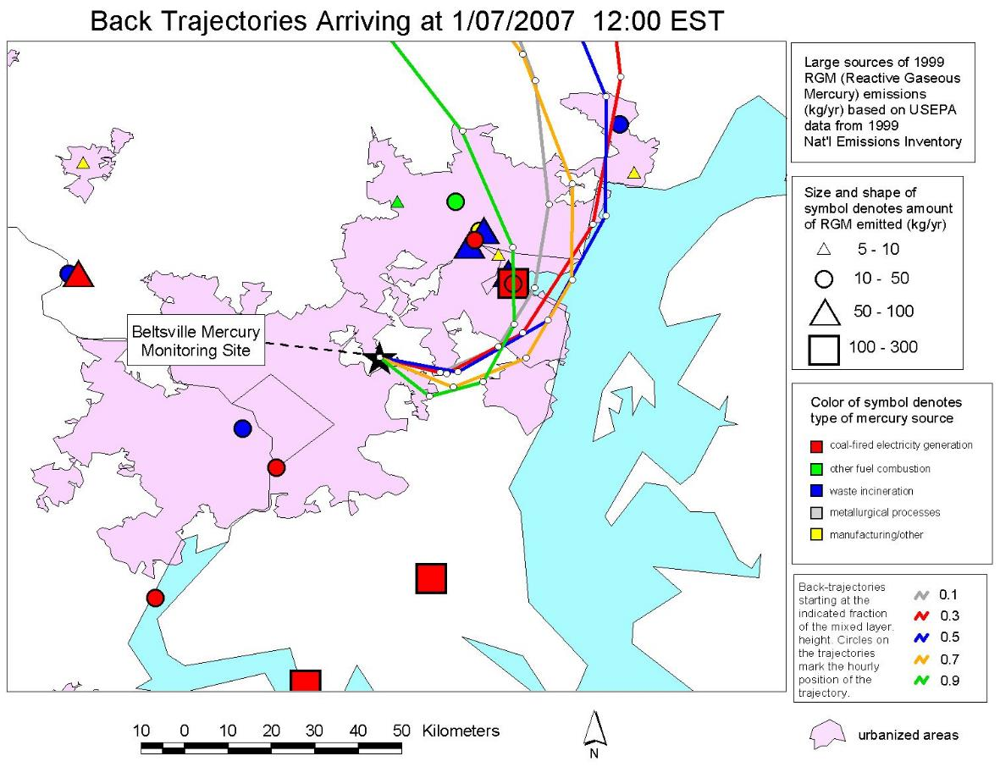 Back Trajectories Arriving at 1/07/2007 12:00 EST
Large sources of 1999
RGM (Reactive Gaseous
Mercury) emissions
(kg/yr) based on USEPA
data from 1999
Nat'l Emissions Inventory
Size and shape of
symbol denotes amount
of RGM emitted (kg/yr)
5 - 10
10 - 50
50 - 100
100 - 300
Beltsville Mercury
Monitoring Site
Color of symbol denotes
type of mercury source
coal-fired electricity generation
other fuel combustion
waste incineration
metallurgical processes
manufacturing/other
Back-trajectories
starting at the
indicated fraction
of the mixed layer.
height. Circles on
the trajectories
mark the hourly
position of the
trajectory.
0.1
0.3
0.5
0.7
0.9
10 0 10 20 30 40 50 Kilometers
N
urbanized areas